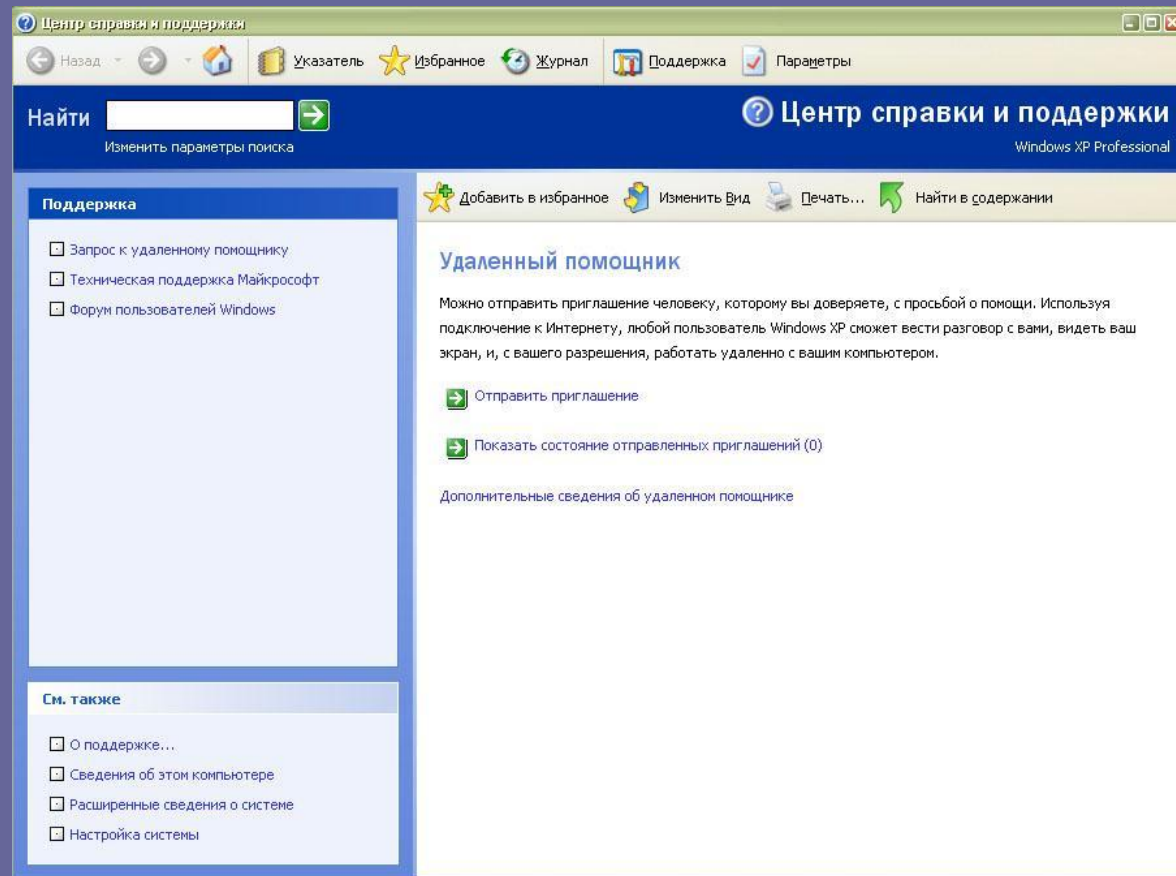 Центр справки и поддержки
Назад Указатель Избранное Журнал Поддержка Параметры
Найти
Изменить параметры поиска
Центр справки и поддержки
Windows XP Professional
Поддержка
Запрос к удаленному помощнику
Техническая поддержка Майкрософт
Форум пользователей Windows
См. также
О поддержке...
Сведения об этом компьютере
Расширенные сведения о системе
Настройка системы
Добавить в избранное Изменить Вид Печать... Найти в содержании
Удаленный помощник
Можно отправить приглашение человеку, которому вы доверяете, с просьбой о помощи. Используя
подключение к Интернету, любой пользователь Windows XP сможет вести разговор с вами, видеть ваш
экран, и, с вашего разрешения, работать удаленно с вашим компьютером.
Отправить приглашение
Показать состояние отправленных приглашений (0)
Дополнительные сведения об удаленном помощнике